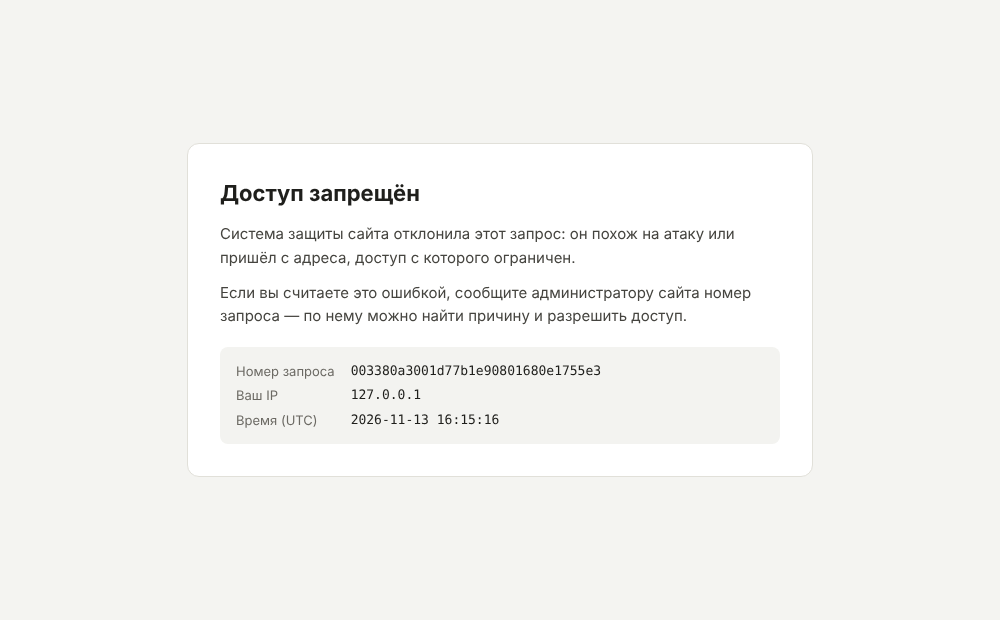 Доступ запрещён
Система защиты сайта отклонила этот запрос: он похож на атаку или
пришёл с адреса, доступ с которого ограничен.
Если вы считаете это ошибкой, сообщите администратору сайта номер
запроса — по нему можно найти причину и разрешить доступ.
Номер запроса 003380a3001d77b1e90801680e1755e3
Ваш IP 127.0.0.1
Время (UTC) 2026-11-13 16:15:16